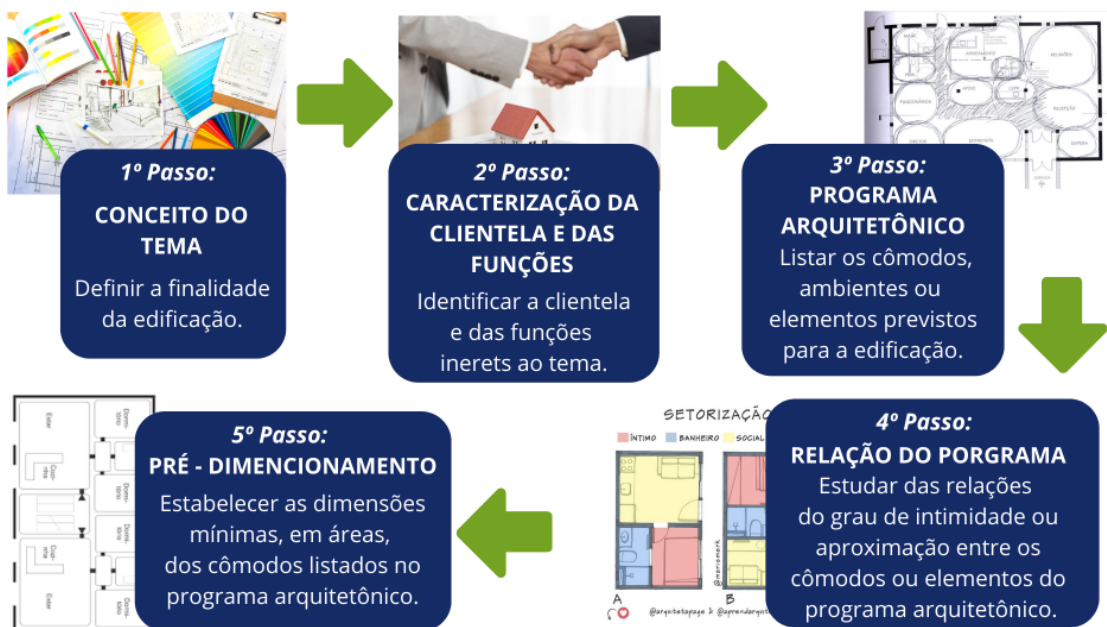 1º Passo:
CONCEITO DO
TEMA
Definir a finalidade
da edificação.
2º Passo:
CARACTERIZAÇÃO DA
CLIENTELA E DAS
FUNÇÕES
Identificar a clientela
e das funções
inerets ao tema.
3º Passo:
PROGRAMA
ARQUITETÔNICO
Listar os cômodos,
ambientes ou
elementos previstos
para a edificação.
4º Passo:
RELAÇÃO DO PORGRAMA
Estudar das relações
do grau de intimidade ou
aproximação entre os
cômodos ou elementos do
programa arquitetônico.
SETORIZAÇÃO
ÍNTIMO BANHEIRO SOCIAL
A B
5º Passo:
PRÉ - DIMENCIONAMENTO
Estabelecer as dimensões
mínimas, em áreas,
dos cômodos listados no
programa arquitetônico.
Estar
Estar